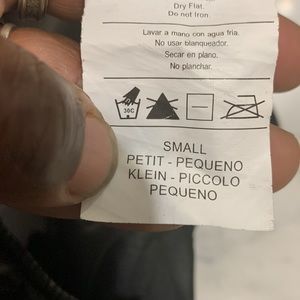 Dry Flat.
Do not Iron.
Lavar a mano con agua fria.
No usar blanqueador.
Secar en plano.
No planchar.
30C
SMALL
PETIT - PEQUENO
KLEIN - PICCOLO
PEQUENO